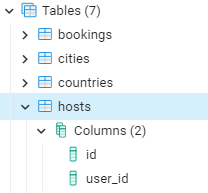 Tables (7)
bookings
cities
countries
hosts
Columns (2)
id
user_id